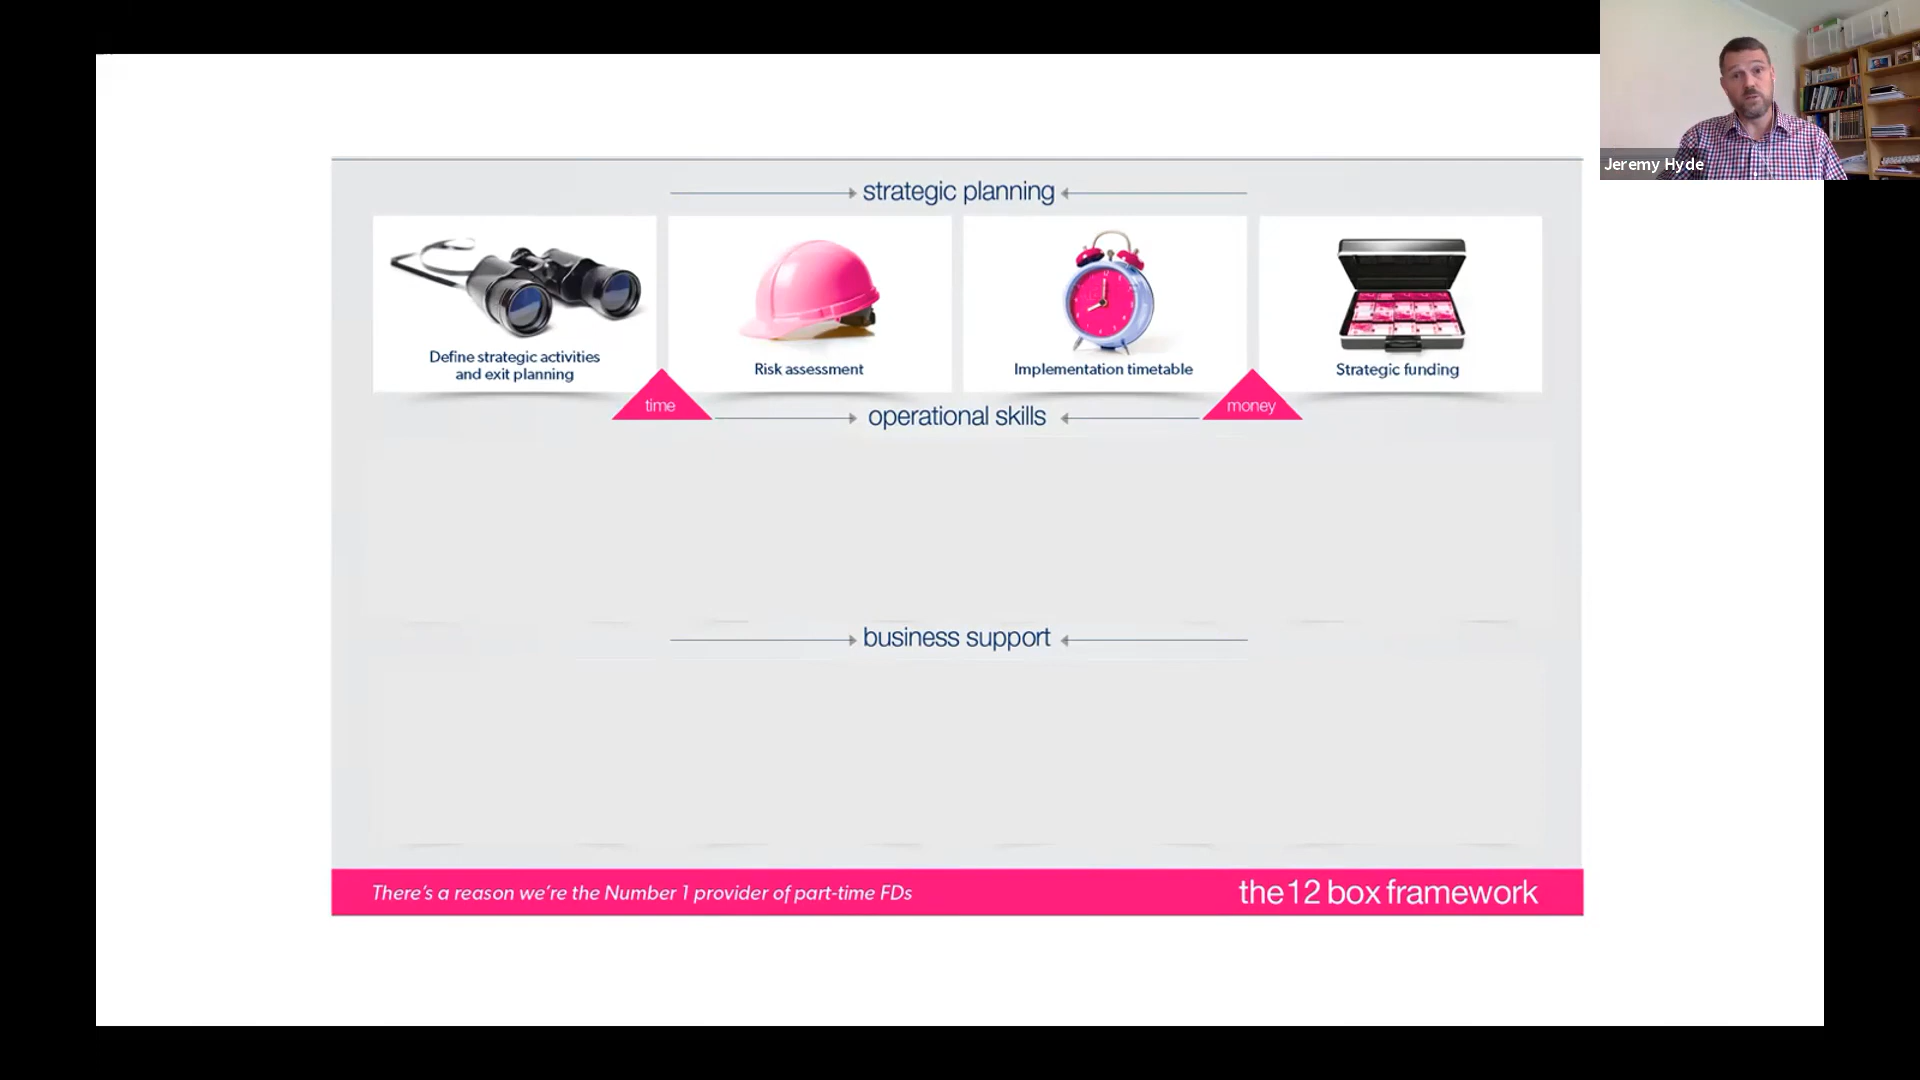 Jeremy Hyde
strategic planning
Define strategic activities
and exit planning
Risk assessment
Implementation timetable
Strategic funding
time
money
operational skills
business support
There's a reason we're the Number 1 provider of part-time FDs
the 12 box framework